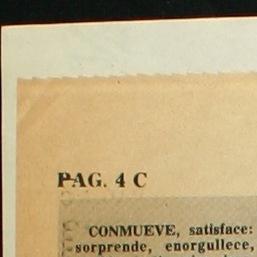 PAG. 4 C
CONMUEVE, satisface:
sorprende, enorgullece,